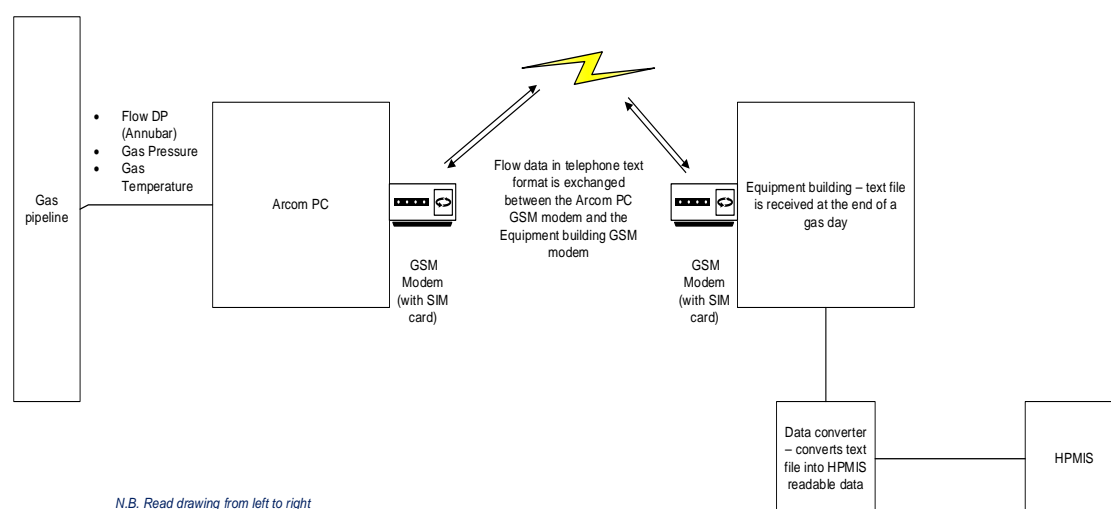 Gas
pipeline
• Flow DP
(Annubar)
• Gas Pressure
• Gas
Temperature
Arcom PC
GSM
Modem
(with SIM
card)
Flow data in telephone text
format is exchanged
between the Arcom PC
GSM modem and the
Equipment building GSM
modem
GSM
Modem
(with SIM
card)
Equipment building – text file
is received at the end of a
gas day
Data converter
– converts text
file into HPMIS
readable data
HPMIS
N.B. Read drawing from left to right